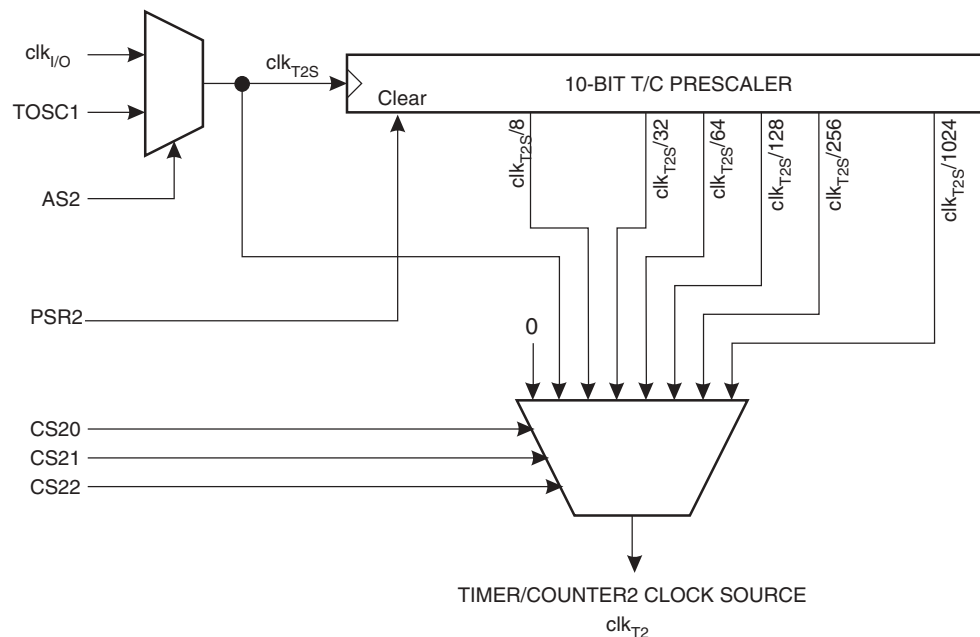 clkI/O
clkT2S
TOSC1
10-BIT T/C PRESCALER
Clear
clkT2S/8
clkT2S/32
clkT2S/64
clkT2S/128
clkT2S/256
clkT2S/1024
AS2
PSR2
0
CS20
CS21
CS22
TIMER/COUNTER2 CLOCK SOURCE
clkT2